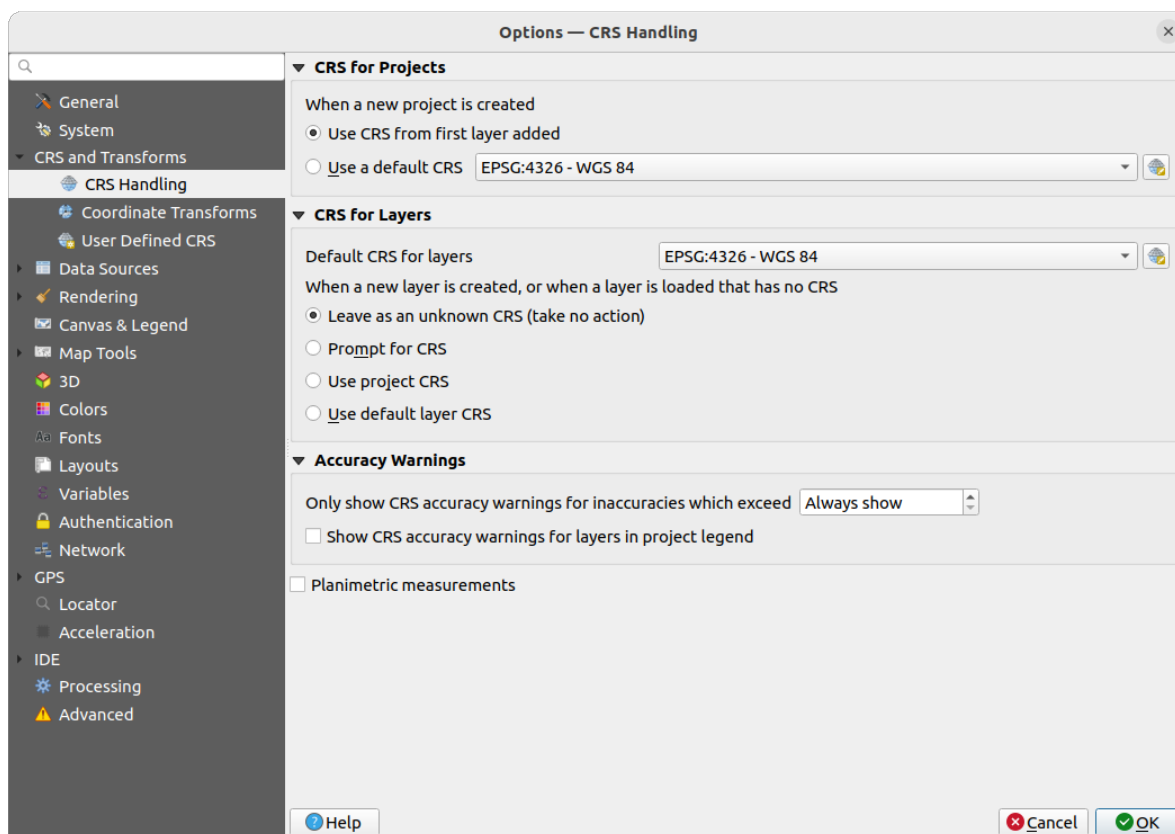 Options — CRS Handling
General
System
CRS and Transforms
CRS Handling
Coordinate Transforms
User Defined CRS
Data Sources
Rendering
Canvas & Legend
Map Tools
3D
Colors
Aa Fonts
Layouts
ε Variables
Authentication
Network
GPS
Locator
Acceleration
IDE
Processing
Advanced
CRS for Projects
When a new project is created
Use CRS from first layer added
Use a default CRS EPSG:4326 - WGS 84
CRS for Layers
Default CRS for layers EPSG:4326 - WGS 84
When a new layer is created, or when a layer is loaded that has no CRS
Leave as an unknown CRS (take no action)
Prompt for CRS
Use project CRS
Use default layer CRS
Accuracy Warnings
Only show CRS accuracy warnings for inaccuracies which exceed Always show
Show CRS accuracy warnings for layers in project legend
Planimetric measurements
? Help
Cancel
OK